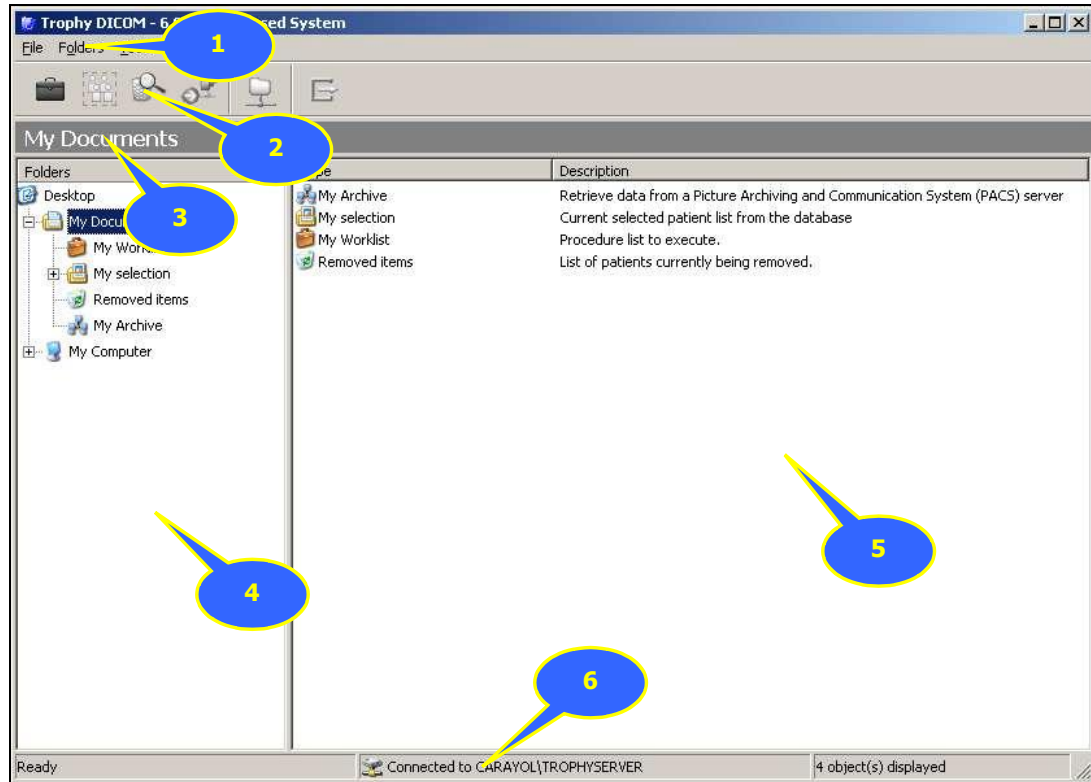 Trophy DICOM - 6 sed System
File Folders
1
2
My Documents
3
Folders
Type Description
Desktop
My Docu
My Work
My selection
Removed items
My Archive
My Computer
My Archive Retrieve data from a Picture Archiving and Communication System (PACS) server
My selection Current selected patient list from the database
My Worklist Procedure list to execute.
Removed items List of patients currently being removed.
4
5
6
Ready Connected to CARAYOL\TROPHYSERVER 4 object(s) displayed